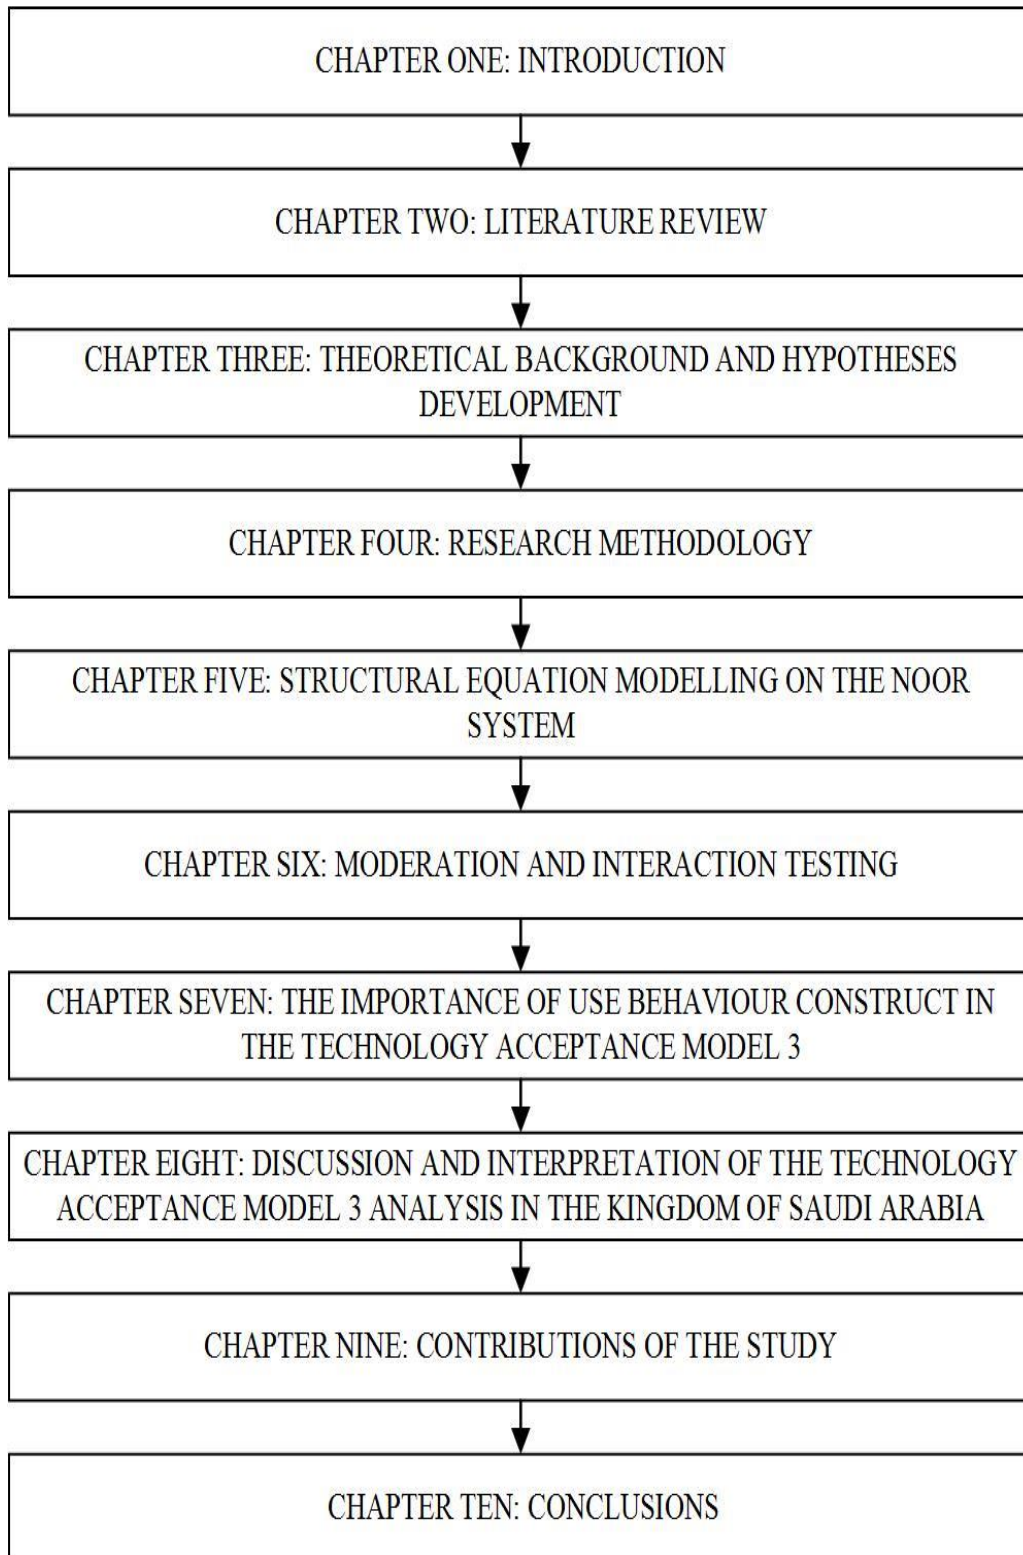 CHAPTER ONE: INTRODUCTION
CHAPTER TWO: LITERATURE REVIEW
CHAPTER THREE: THEORETICAL BACKGROUND AND HYPOTHESES
DEVELOPMENT
CHAPTER FOUR: RESEARCH METHODOLOGY
CHAPTER FIVE: STRUCTURAL EQUATION MODELLING ON THE NOOR
SYSTEM
CHAPTER SIX: MODERATION AND INTERACTION TESTING
CHAPTER SEVEN: THE IMPORTANCE OF USE BEHAVIOUR CONSTRUCT IN
THE TECHNOLOGY ACCEPTANCE MODEL 3
CHAPTER EIGHT: DISCUSSION AND INTERPRETATION OF THE TECHNOLOGY
ACCEPTANCE MODEL 3 ANALYSIS IN THE KINGDOM OF SAUDI ARABIA
CHAPTER NINE: CONTRIBUTIONS OF THE STUDY
CHAPTER TEN: CONCLUSIONS